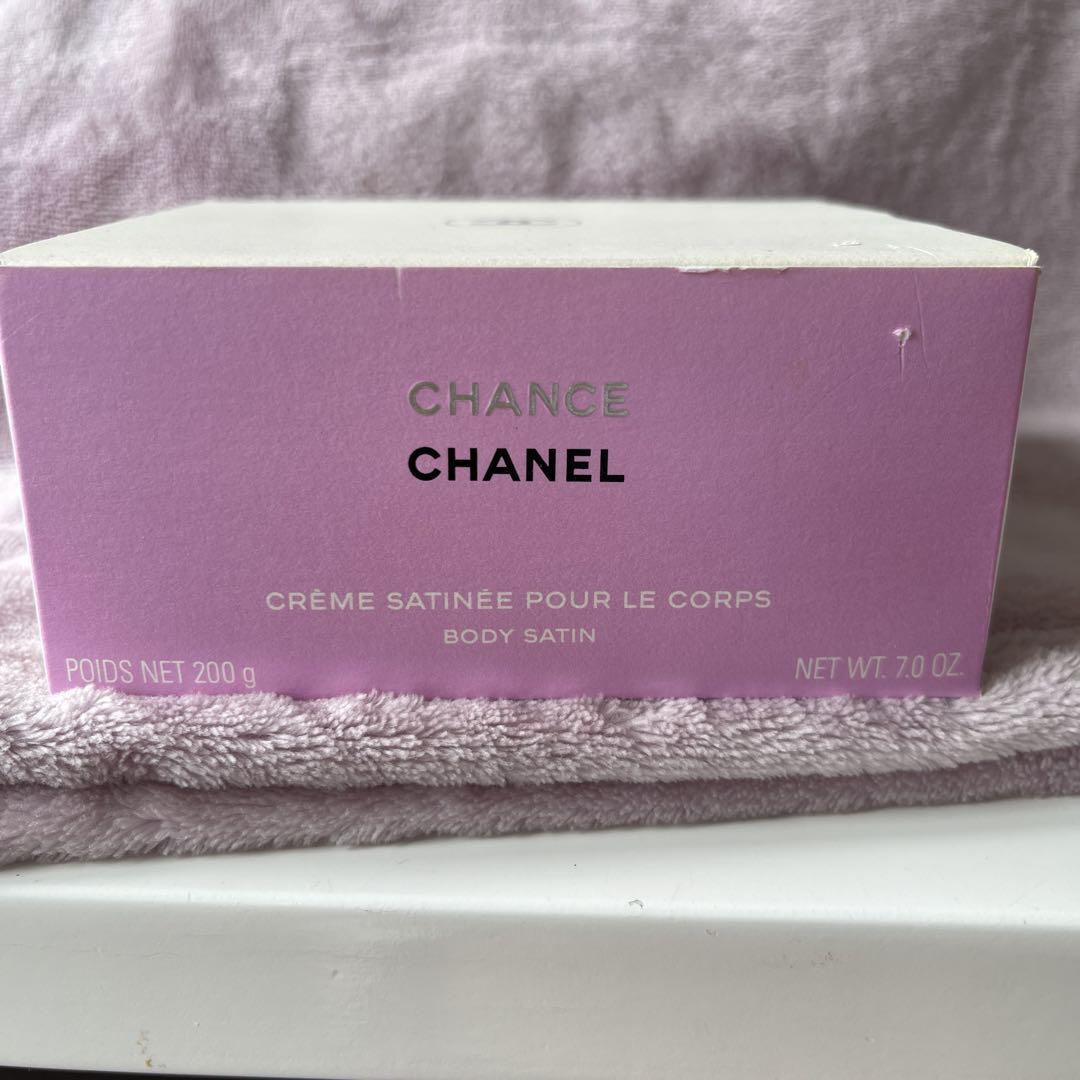 CHANCE
CHANEL
CRÈME SATINÉE POUR LE CORPS
BODY SATIN
POIDS NET 200 g
NET WT. 7.0 OZ.